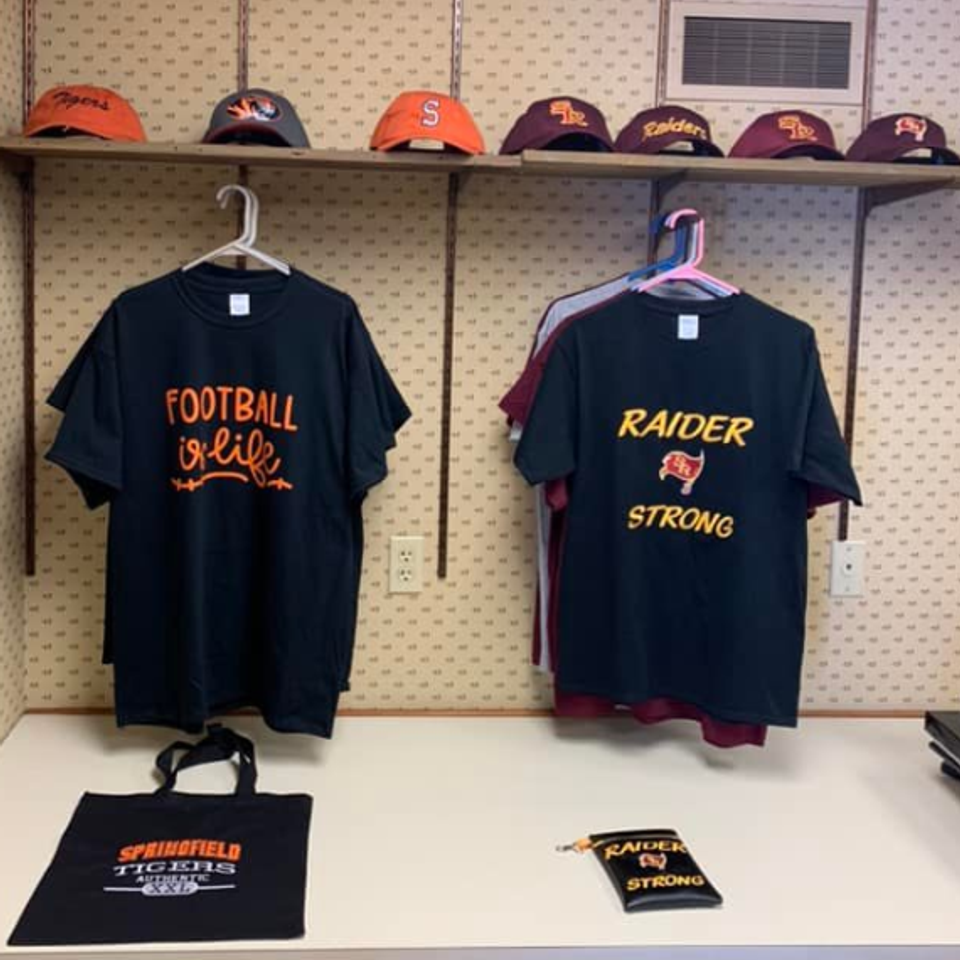 Tigers
S
SR
Raiders
SR
SR
FOOTBALL
is life
RAIDER
SR
STRONG
SPRINGFIELD
TIGERS
AUTHENTIC
XXL
RAIDER
SR
STRONG